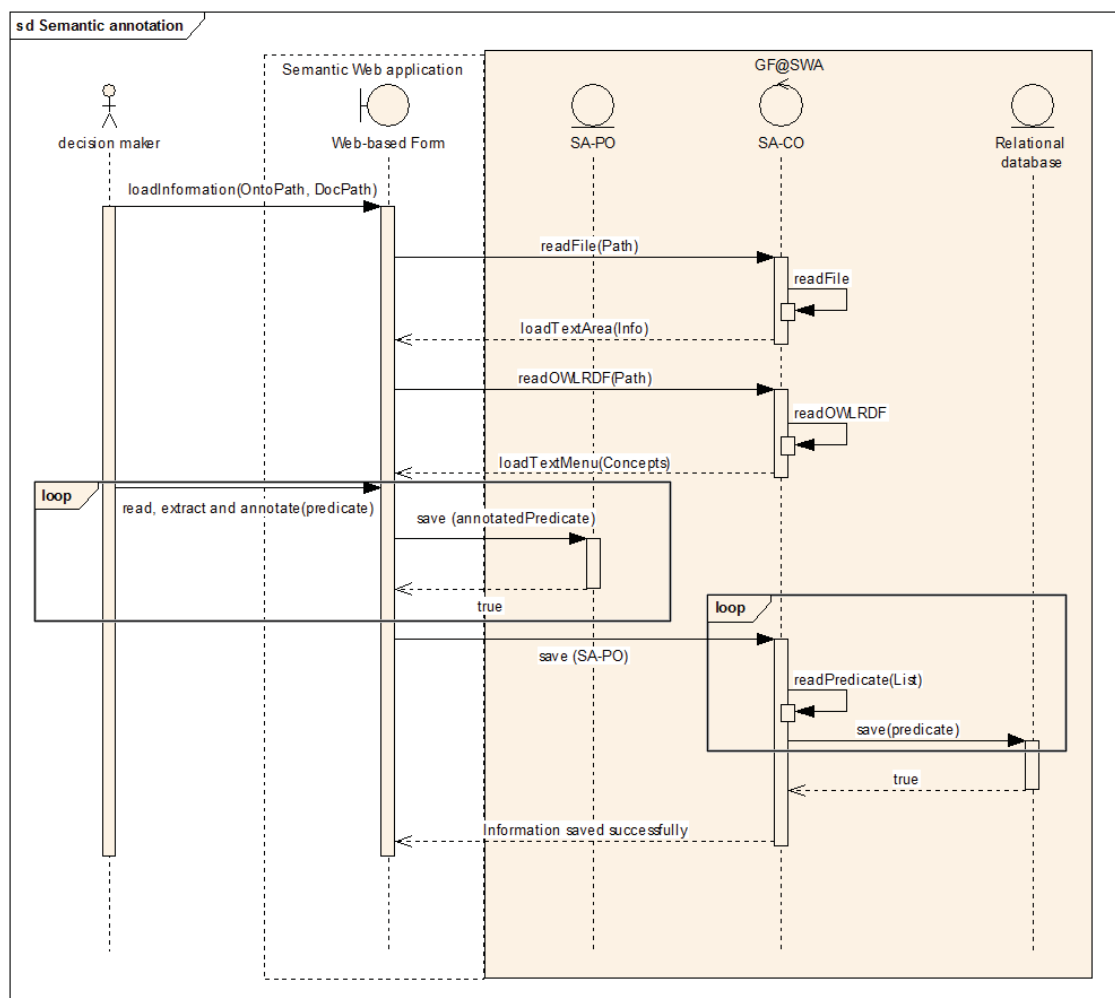 sd Semantic annotation
Semantic Web application
GF@SWA
decision maker
Web-based Form
SA-PO
SA-CO
Relational
database
loadInformation(OntoPath, DocPath)
readFile(Path)
readFile
loadTextArea(Info)
readOWLRDF(Path)
readOWLRDF
loadTextMenu(Concepts)
loop
read, extract and annotate(predicate)
save (annotatedPredicate)
true
loop
save (SA-PO)
readPredicate(List)
save(predicate)
true
Information saved successfully